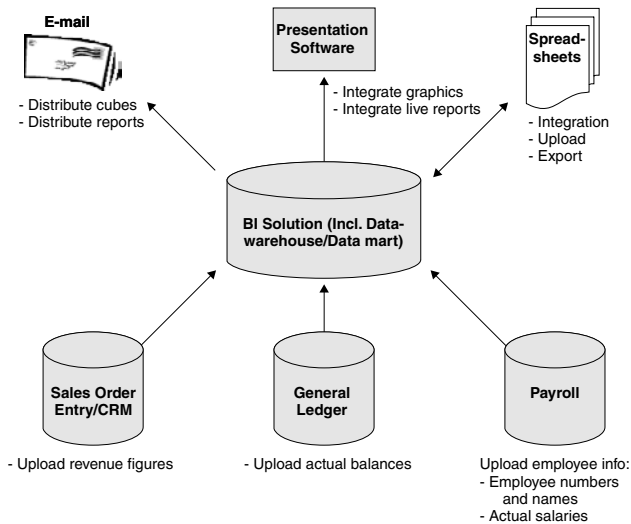 E-mail
- Distribute cubes
- Distribute reports
Presentation
Software
- Integrate graphics
- Integrate live reports
Spread-
sheets
- Integration
- Upload
- Export
BI Solution (Incl. Data-
warehouse/Data mart)
Sales Order
Entry/CRM
- Upload revenue figures
General
Ledger
- Upload actual balances
Payroll
Upload employee info:
- Employee numbers
and names
- Actual salaries